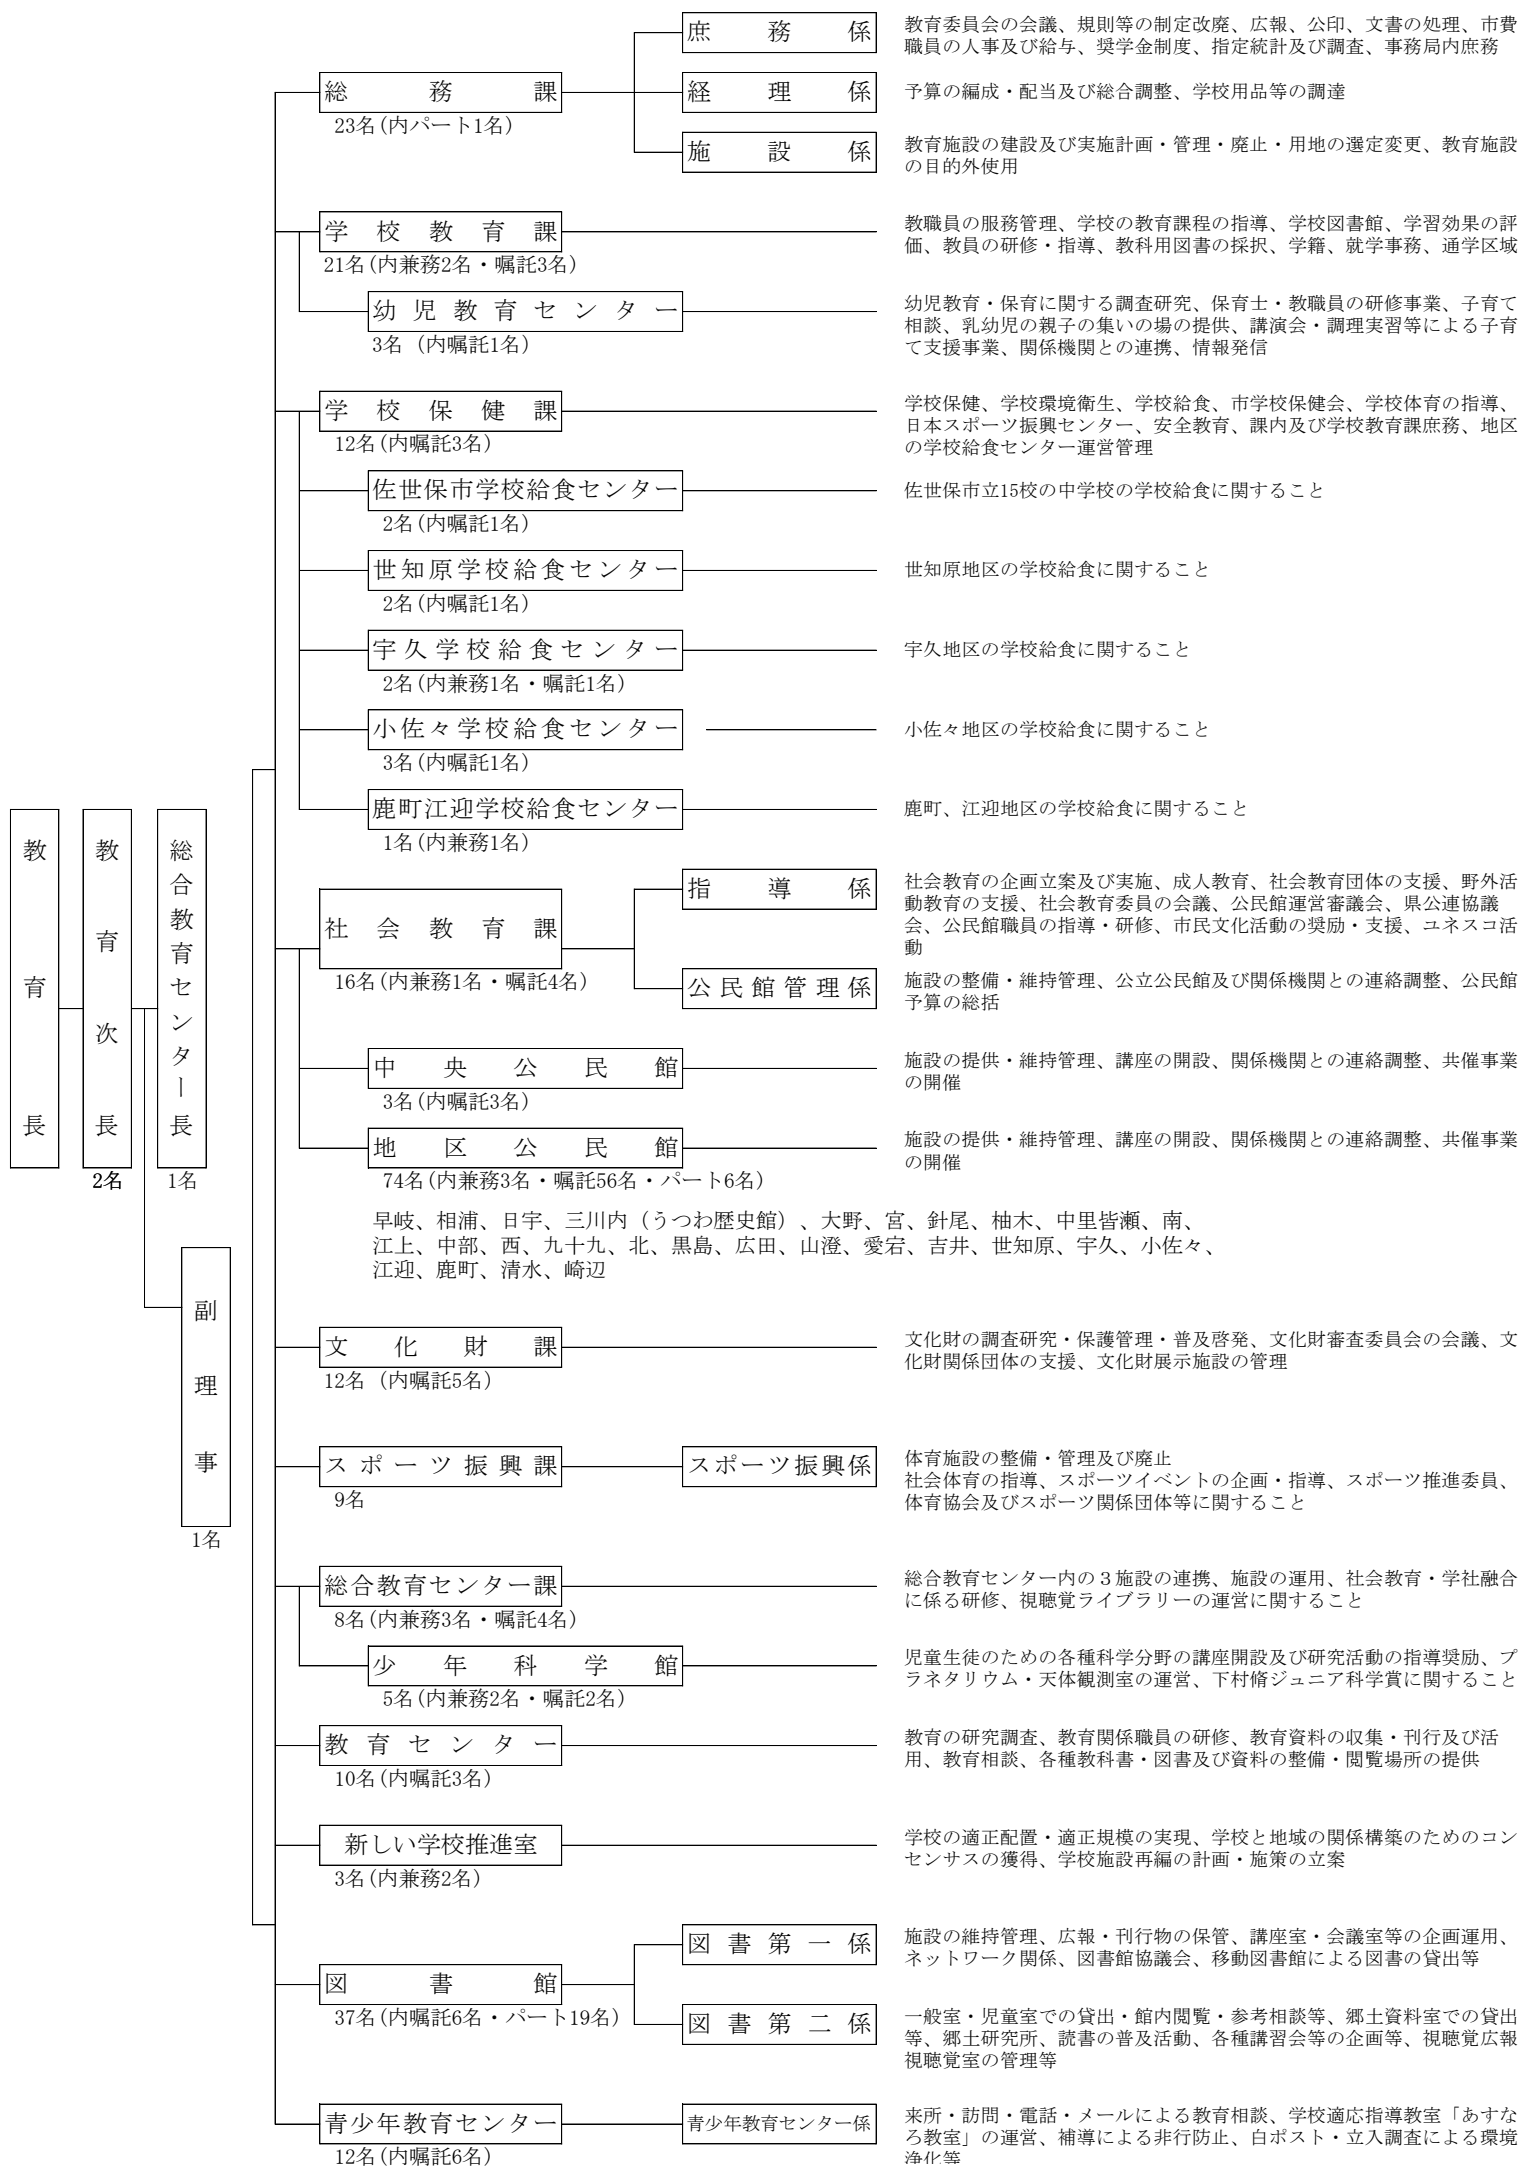 庶務係
教育委員会の会議、規則等の制定改廃、広報、公印、文書の処理、市費
職員の人事及び給与、奨学金制度、指定統計及び調査、事務局内庶務
総務課
23名(内パート1名)
経理係
予算の編成・配当及び総合調整、学校用品等の調達
施設係
教育施設の建設及び実施計画・管理・廃止・用地の選定変更、教育施設
の目的外使用
学校教育課
21名(内兼務2名・嘱託3名)
教職員の服務管理、学校の教育課程の指導、学校図書館、学習効果の評
価、教員の研修・指導、教科用図書の採択、学籍、就学事務、通学区域
幼児教育センター
3名 (内嘱託1名)
幼児教育・保育に関する調査研究、保育士・教職員の研修事業、子育て
相談、乳幼児の親子の集いの場の提供、講演会・調理実習等による子育
て支援事業、関係機関との連携、情報発信
学校保健課
12名(内嘱託3名)
学校保健、学校環境衛生、学校給食、市学校保健会、学校体育の指導、
日本スポーツ振興センター、安全教育、課内及び学校教育課庶務、地区
の学校給食センター運営管理
佐世保市学校給食センター
2名(内嘱託1名)
佐世保市立15校の中学校の学校給食に関すること
世知原学校給食センター
2名(内嘱託1名)
世知原地区の学校給食に関すること
宇久学校給食センター
2名(内兼務1名・嘱託1名)
宇久地区の学校給食に関すること
小佐々学校給食センター
3名(内嘱託1名)
小佐々地区の学校給食に関すること
鹿町江迎学校給食センター
1名(内兼務1名)
鹿町、江迎地区の学校給食に関すること
教育長
教育次長
2名
総合教育センター長
1名
副理事
1名
社会教育課
16名(内兼務1名・嘱託4名)
指導係
社会教育の企画立案及び実施、成人教育、社会教育団体の支援、野外活
動教育の支援、社会教育委員の会議、公民館運営審議会、県公連協議
会、公民館職員の指導・研修、市民文化活動の奨励・支援、ユネスコ活
動
公民館管理係
施設の整備・維持管理、公立公民館及び関係機関との連絡調整、公民館
予算の総括
中央公民館
3名(内嘱託3名)
施設の提供・維持管理、講座の開設、関係機関との連絡調整、共催事業
の開催
地区公民館
74名(内兼務3名・嘱託56名・パート6名)
施設の提供・維持管理、講座の開設、関係機関との連絡調整、共催事業
の開催
早岐、相浦、日宇、三川内（うつわ歴史館）、大野、宮、針尾、柚木、中里皆瀬、南、
江上、中部、西、九十九、北、黒島、広田、山澄、愛宕、吉井、世知原、宇久、小佐々、
江迎、鹿町、清水、崎辺
文化財課
12名 (内嘱託5名)
文化財の調査研究・保護管理・普及啓発、文化財審査委員会の会議、文
化財関係団体の支援、文化財展示施設の管理
スポーツ振興課
9名
スポーツ振興係
体育施設の整備・管理及び廃止
社会体育の指導、スポーツイベントの企画・指導、スポーツ推進委員、
体育協会及びスポーツ関係団体等に関すること
総合教育センター課
8名(内兼務3名・嘱託4名)
総合教育センター内の３施設の連携、施設の運用、社会教育・学社融合
に係る研修、視聴覚ライブラリーの運営に関すること
少年科学館
5名(内兼務2名・嘱託2名)
児童生徒のための各種科学分野の講座開設及び研究活動の指導奨励、プ
ラネタリウム・天体観測室の運営、下村脩ジュニア科学賞に関すること
教育センター
10名(内嘱託3名)
教育の研究調査、教育関係職員の研修、教育資料の収集・刊行及び活
用、教育相談、各種教科書・図書及び資料の整備・閲覧場所の提供
新しい学校推進室
3名(内兼務2名)
学校の適正配置・適正規模の実現、学校と地域の関係構築のためのコン
センサスの獲得、学校施設再編の計画・施策の立案
図書館
37名(内嘱託6名・パート19名)
図書第一係
施設の維持管理、広報・刊行物の保管、講座室・会議室等の企画運用、
ネットワーク関係、図書館協議会、移動図書館による図書の貸出等
図書第二係
一般室・児童室での貸出・館内閲覧・参考相談等、郷土資料室での貸出
等、郷土研究所、読書の普及活動、各種講習会等の企画等、視聴覚広報
視聴覚室の管理等
青少年教育センター
12名(内嘱託6名)
青少年教育センター係
来所・訪問・電話・メールによる教育相談、学校適応指導教室「あすな
ろ教室」の運営、補導による非行防止、白ポスト・立入調査による環境
浄化等